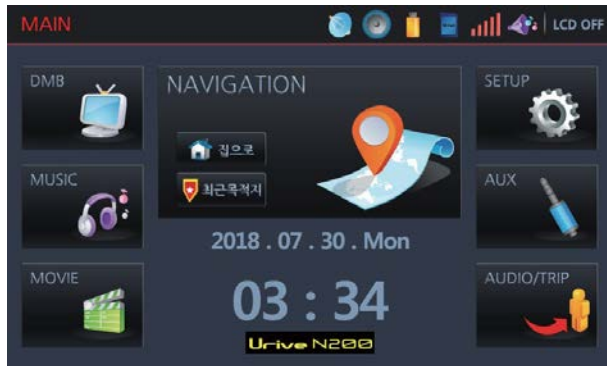 MAIN
LCD OFF
DMB
NAVIGATION
SETUP
집으로
최근목적지
MUSIC
AUX
2018 . 07 . 30 . Mon
MOVIE
03 : 34
AUDIO/TRIP
Urive N200